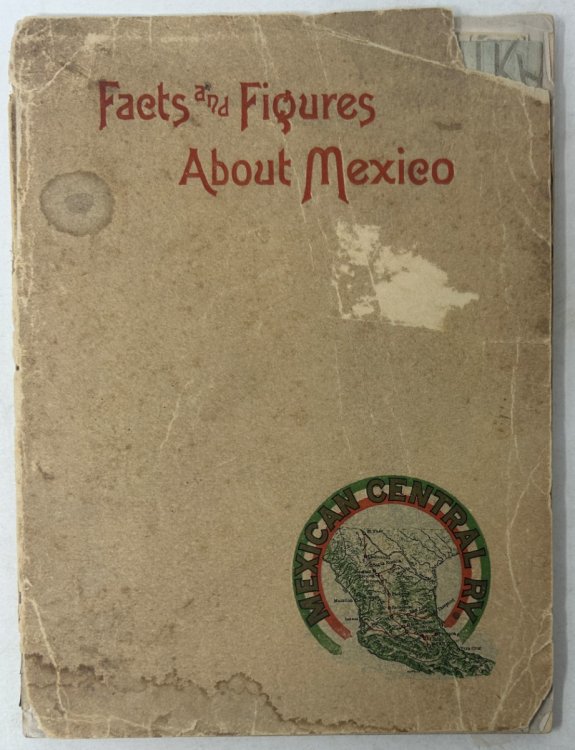 Facts and Figures
About Mexico
MEXICAN CENTRAL RY.